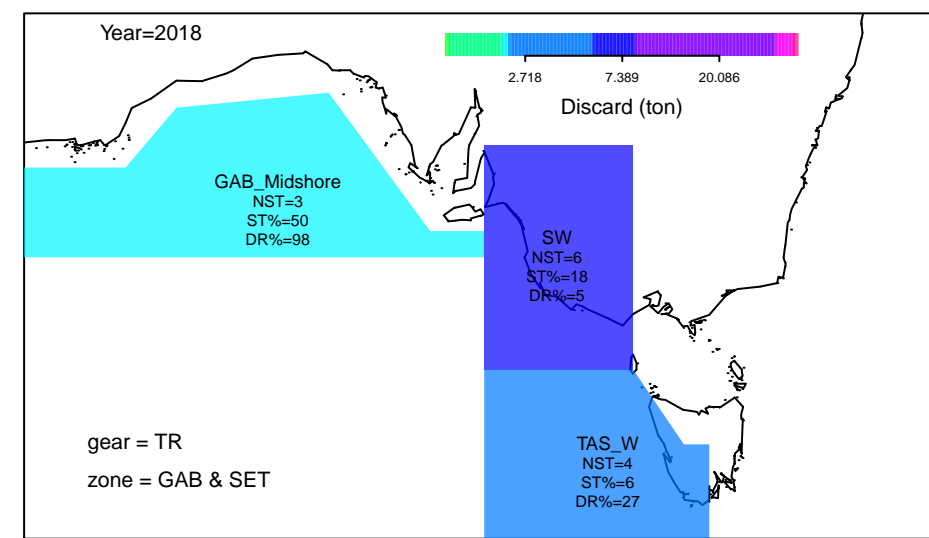 Year=2018
2.718 7.389 20.086
Discard (ton)
GAB_Midshore
NST=3
ST%=50
DR%=98
SW
NST=6
ST%=18
DR%=5
TAS_W
NST=4
ST%=6
DR%=27
gear = TR
zone = GAB & SET